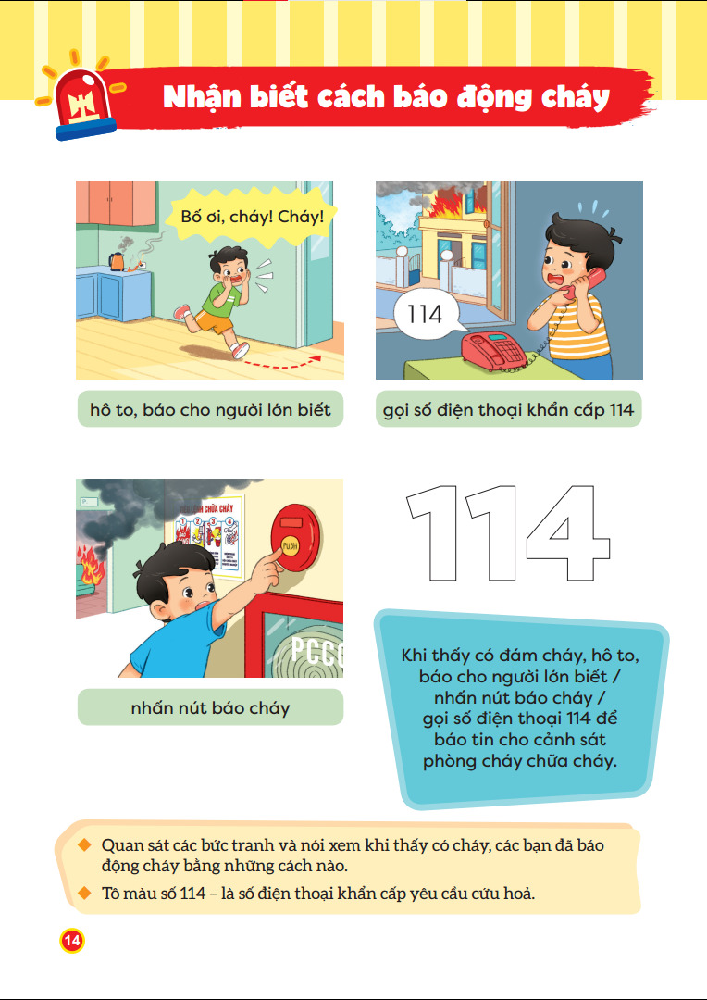 Nhận biết cách báo động cháy
Bố ơi, cháy! Cháy!
114
hô to, báo cho người lớn biết
gọi số điện thoại khẩn cấp 114
LỆNH CHỮA CHÁY
1 2 3 4
PUSH
PCCC
nhấn nút báo cháy
114
Khi thấy có đám cháy, hô to,
báo cho người lớn biết /
nhấn nút báo cháy /
gọi số điện thoại 114 để
báo tin cho cảnh sát
phòng cháy chữa cháy.
Quan sát các bức tranh và nói xem khi thấy có cháy, các bạn đã báo
động cháy bằng những cách nào.
Tô màu số 114 – là số điện thoại khẩn cấp yêu cầu cứu hoả.
14